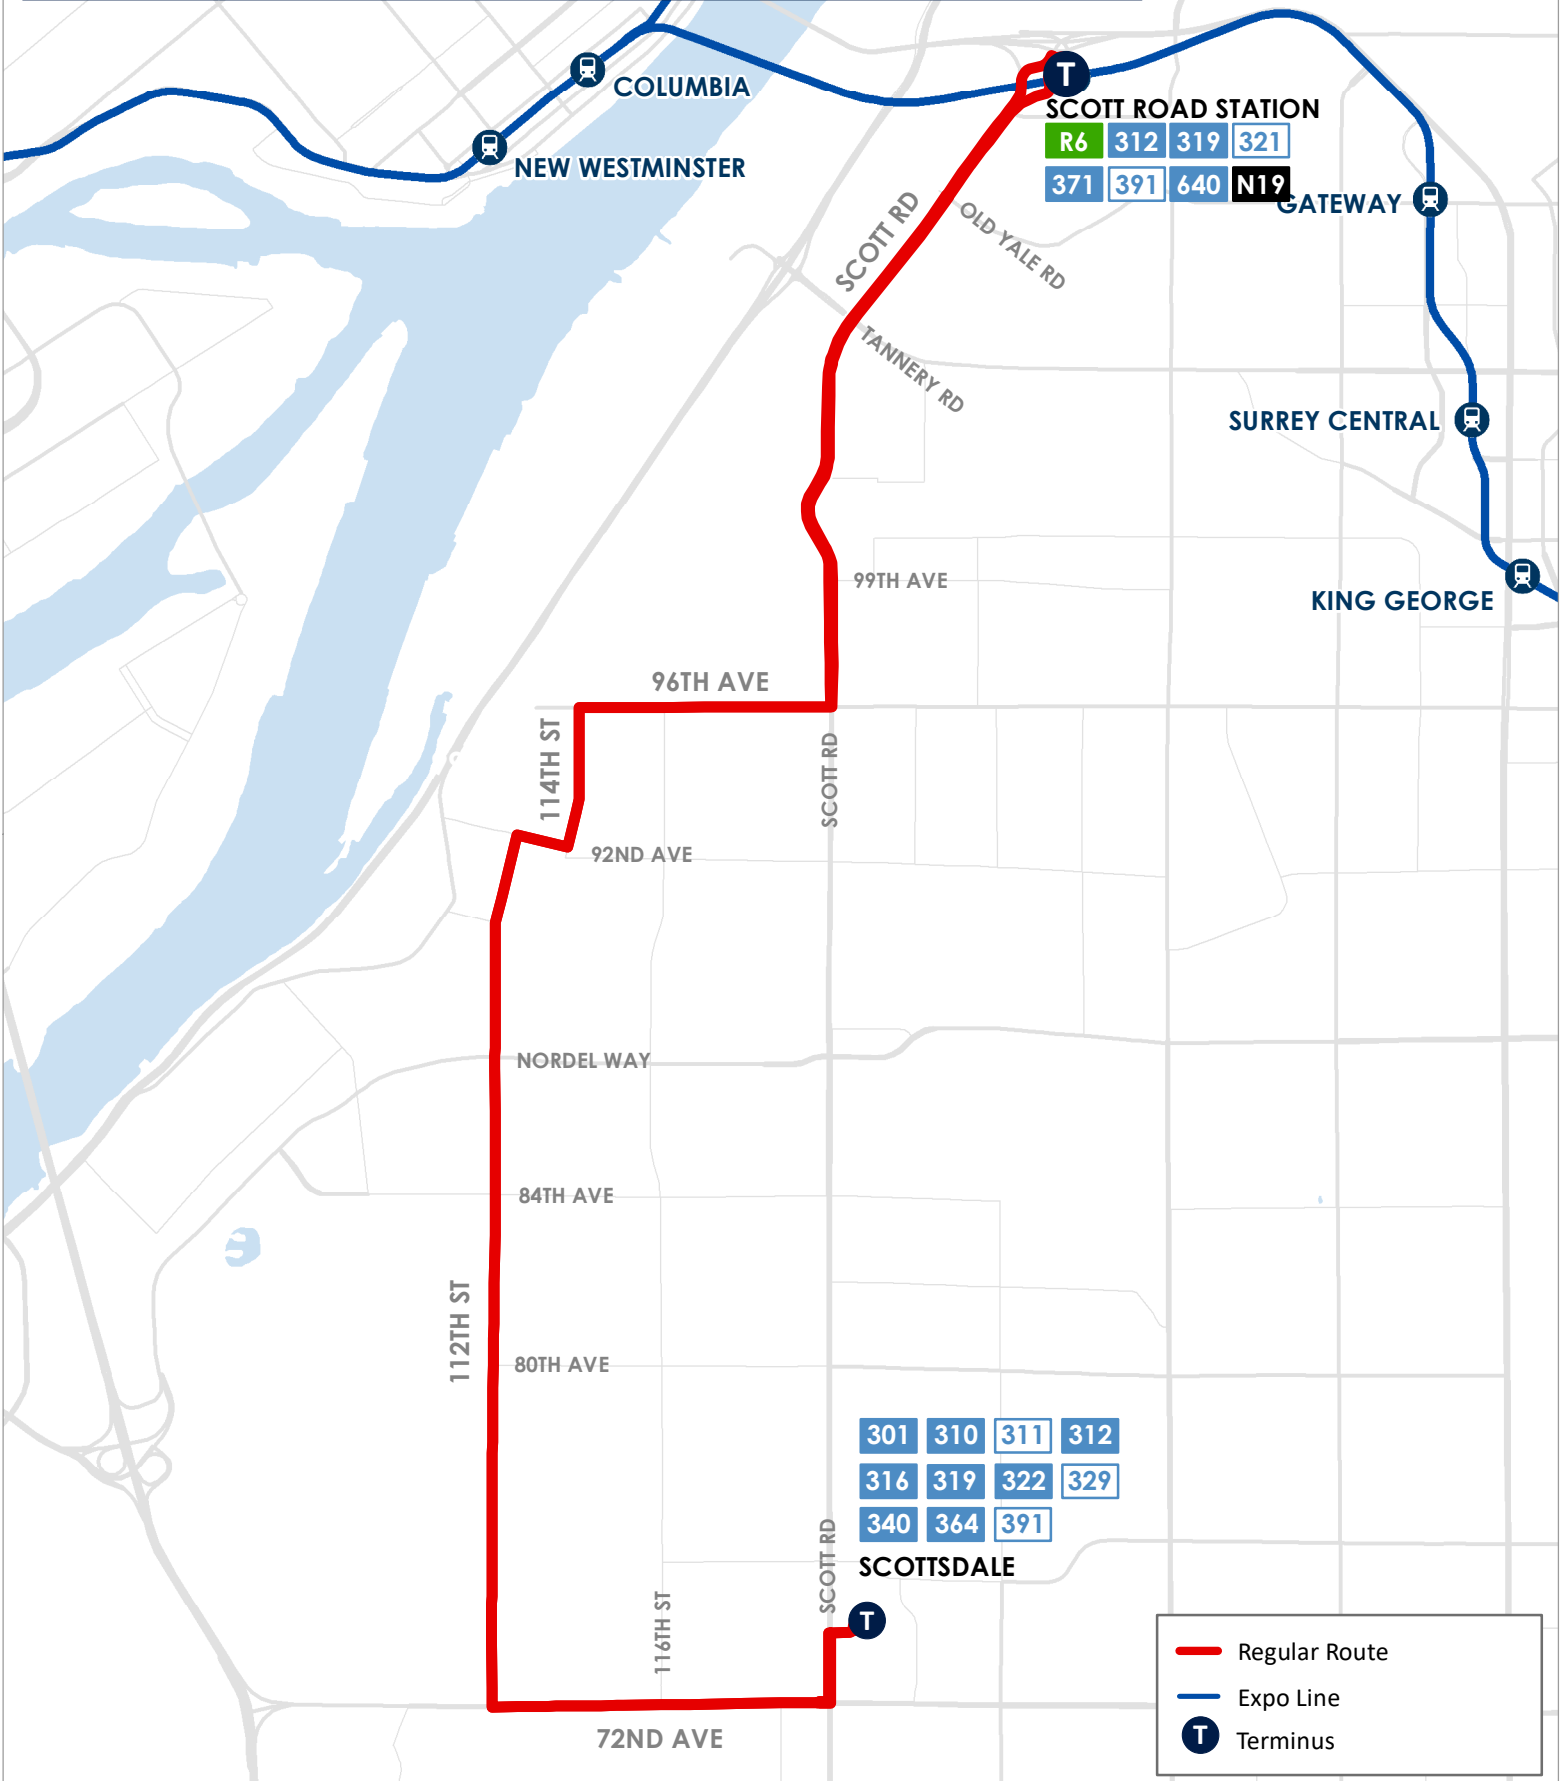 COLUMBIA
NEW WESTMINSTER
T
SCOTT ROAD STATION
R6 312 319 321
371 391 640 N19
GATEWAY
SCOTT RD
OLD YALE RD
TANNERY RD
SURREY CENTRAL
99TH AVE
KING GEORGE
96TH AVE
114TH ST
SCOTT RD
92ND AVE
NORDEL WAY
84TH AVE
112TH ST
80TH AVE
301 310 311 312
316 319 322 329
340 364 391
SCOTTSDALE
SCOTT RD
T
116TH ST
72ND AVE
Regular Route
Expo Line
T Terminus